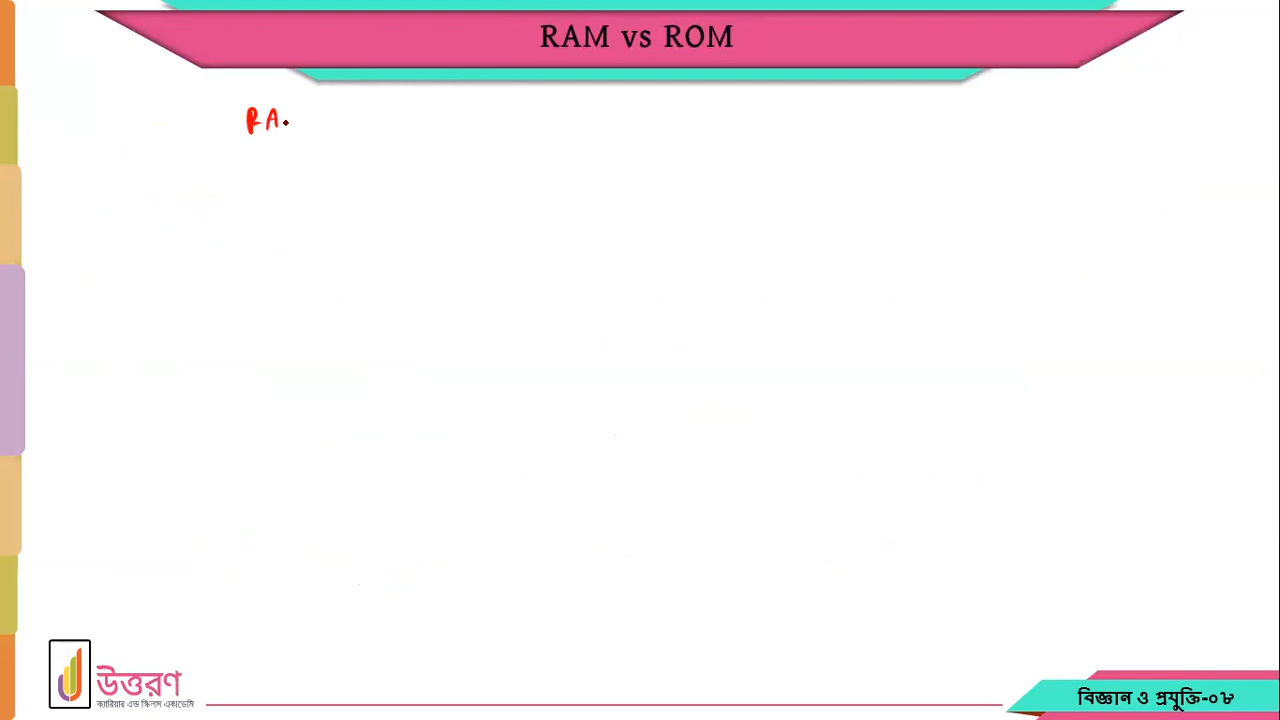 RAM vs ROM
RA
উত্তরণ
ক্যারিয়ার এন্ড স্কিলস একাডেমি
বিজ্ঞান ও প্রযুক্তি-০৮